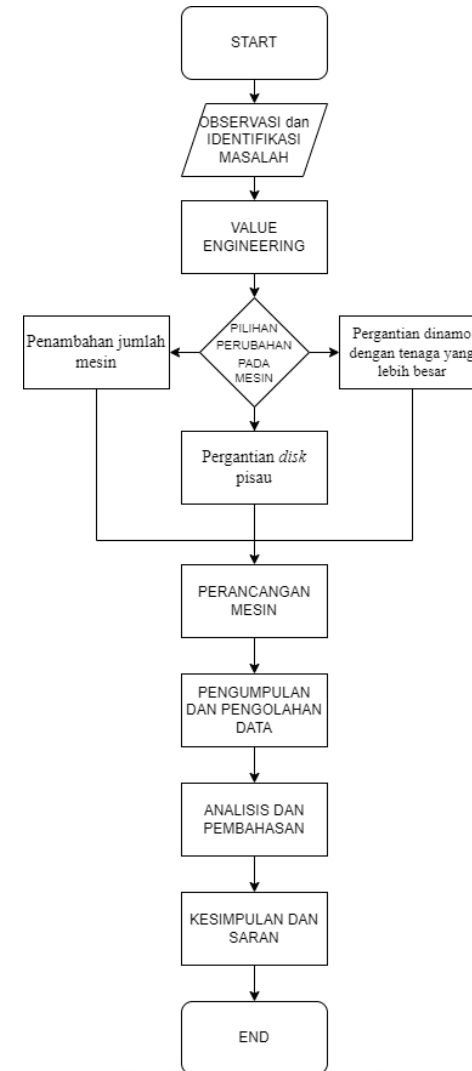 START
OBSERVASI dan
IDENTIFIKASI
MASALAH
VALUE
ENGINEERING
PILIHAN
PERUBAHAN
PADA
MESIN
Penambahan jumlah
mesin
Pergantian dinamo
dengan tenaga yang
lebih besar
Pergantian disk
pisau
PERANCANGAN
MESIN
PENGUMPULAN
DAN PENGOLAHAN
DATA
ANALISIS DAN
PEMBAHASAN
KESIMPULAN DAN
SARAN
END